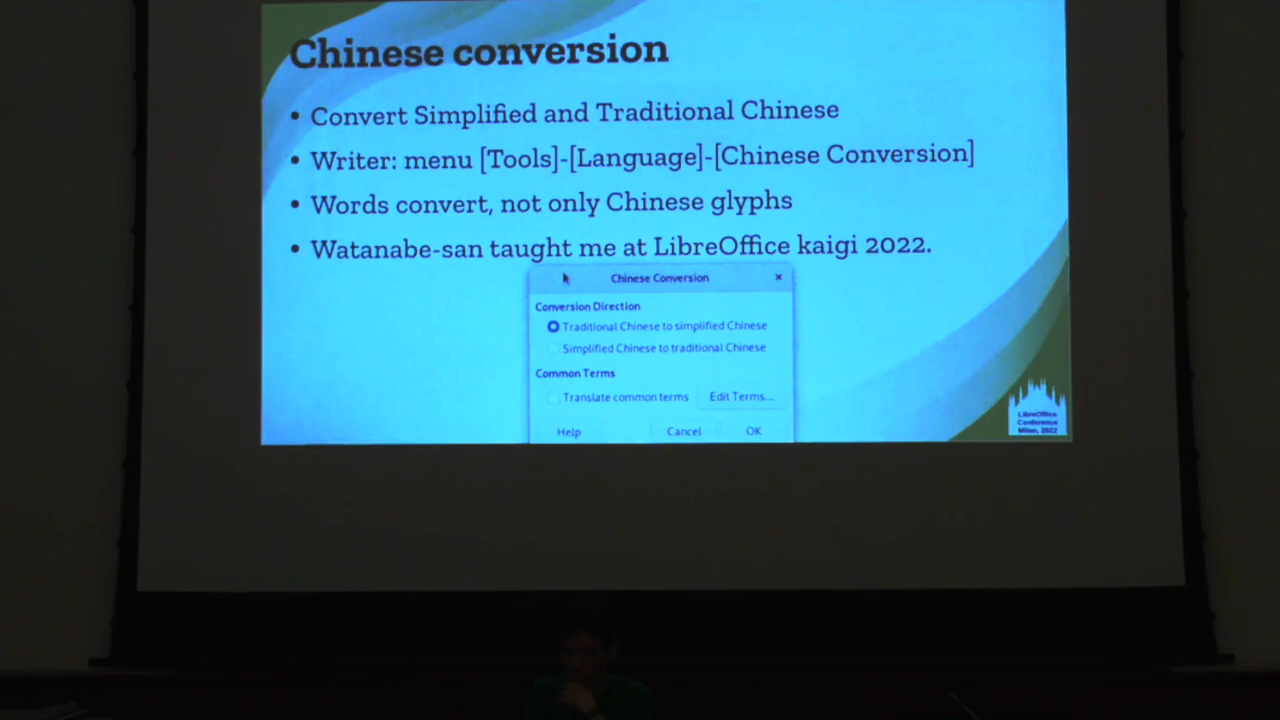 Chinese conversion
• Convert Simplified and Traditional Chinese
• Writer: menu [Tools]-[Language]-[Chinese Conversion]
• Words convert, not only Chinese glyphs
• Watanabe-san taught me at LibreOffice kaigi 2022.
Chinese Conversion ×
Conversion Direction
Traditional Chinese to simplified Chinese
Simplified Chinese to traditional Chinese
Common Terms
Translate common terms Edit Terms...
Help Cancel OK
LibreOffice
Conference
Milan, 2022